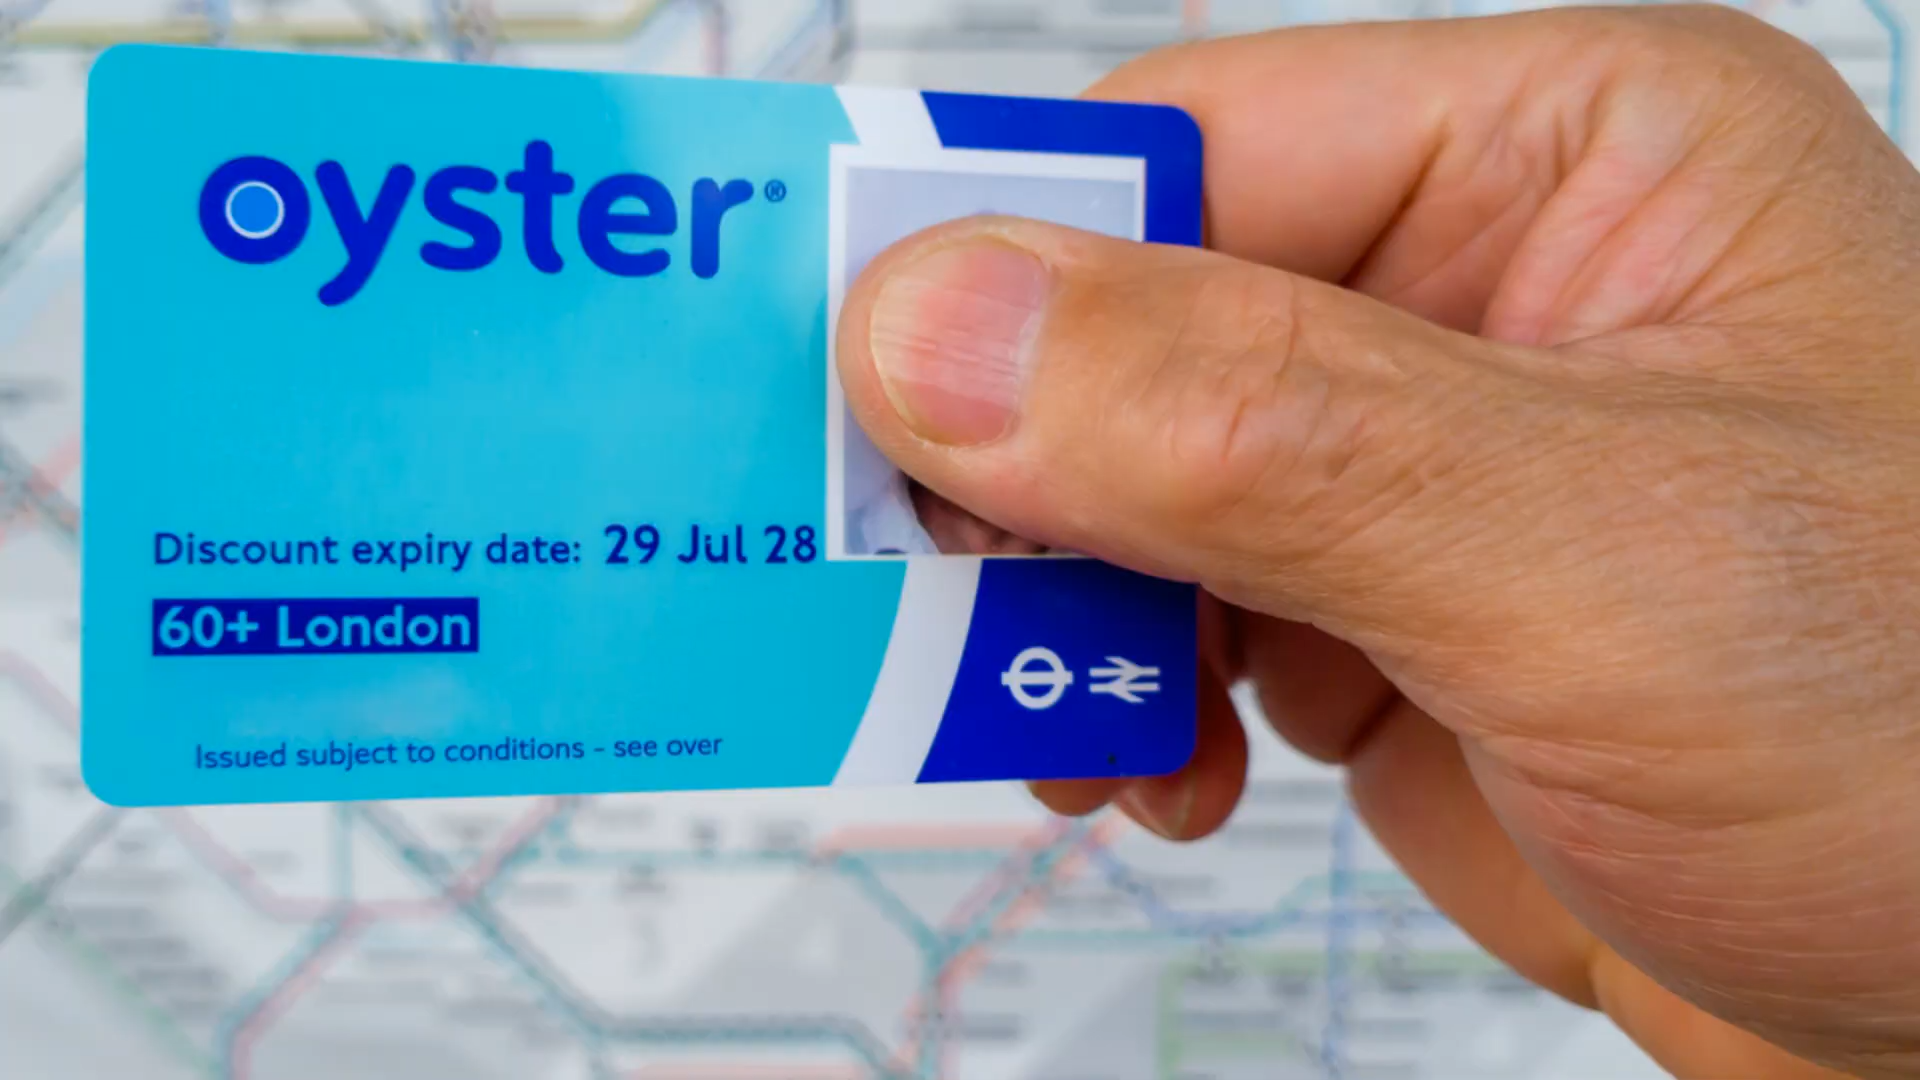 oyster®
Discount expiry date: 29 Jul 28
60+ London
Issued subject to conditions - see over